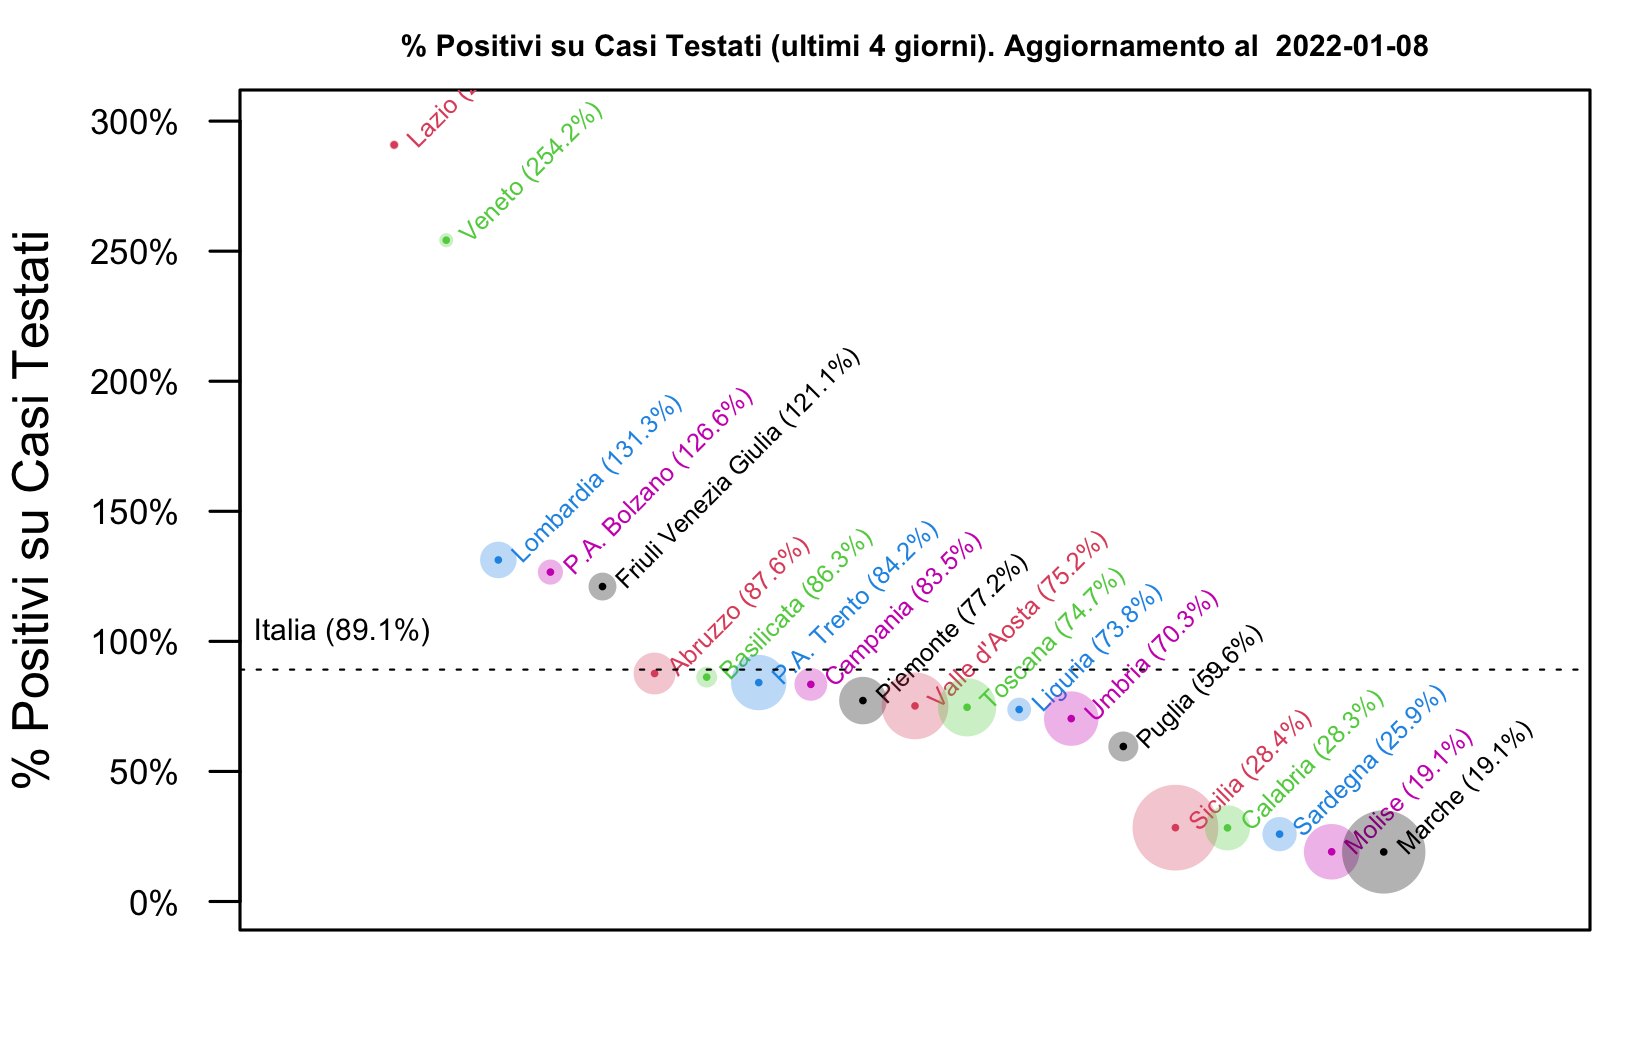 % Positivi su Casi Testati (ultimi 4 giorni). Aggiornamento al 2022-01-08
% Positivi su Casi Testati
300%
250%
200%
150%
100%
50%
0%
Italia (89.1%)
Lazio (
Veneto (254.2%)
Lombardia (131.3%)
P.A. Bolzano (126.6%)
Friuli Venezia Giulia (121.1%)
Abruzzo (87.6%)
Basilicata (86.3%)
P.A. Trento (84.2%)
Campania (83.5%)
Piemonte (77.2%)
Valle d'Aosta (75.2%)
Toscana (74.7%)
Liguria (73.8%)
Umbria (70.3%)
Puglia (59.6%)
Sicilia (28.4%)
Calabria (28.3%)
Sardegna (25.9%)
Molise (19.1%)
Marche (19.1%)